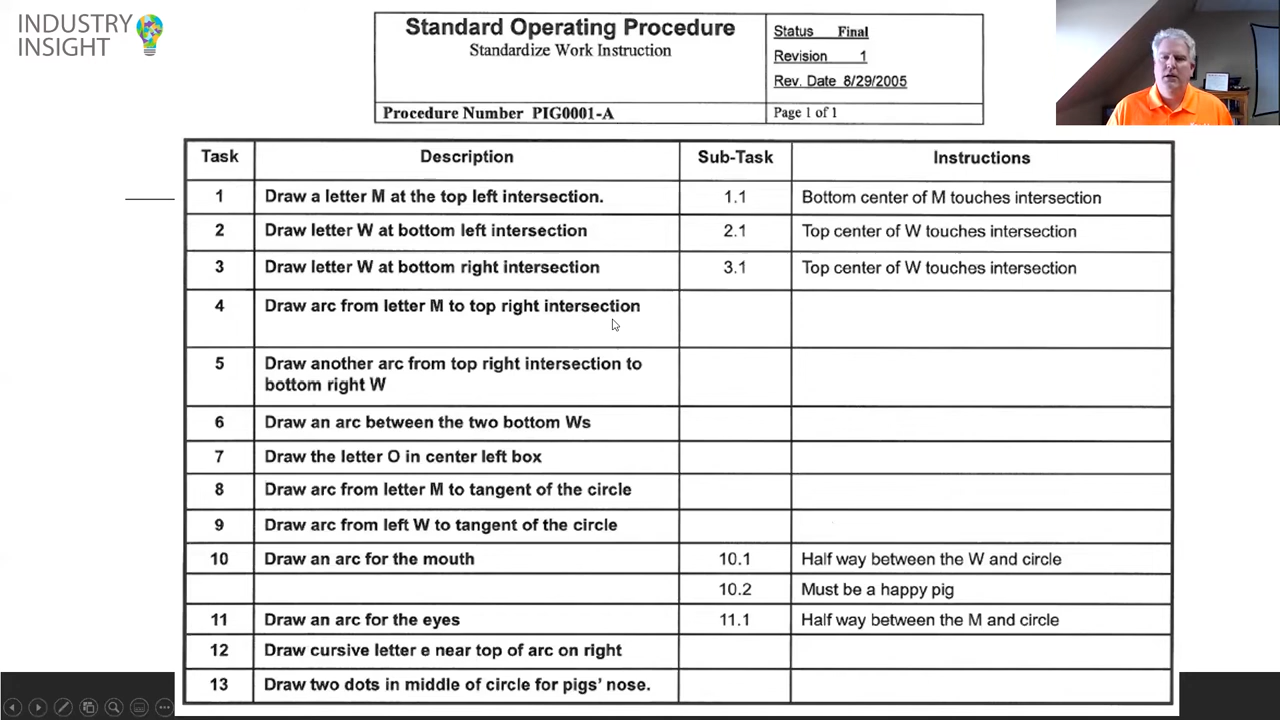 INDUSTRY
INSIGHT
Standard Operating Procedure
Standardize Work Instruction
Procedure Number PIG0001-A
Status Final
Revision 1
Rev. Date 8/29/2005
Page 1 of 1
Task Description Sub-Task Instructions
1 Draw a letter M at the top left intersection. 1.1 Bottom center of M touches intersection
2 Draw letter W at bottom left intersection 2.1 Top center of W touches intersection
3 Draw letter W at bottom right intersection 3.1 Top center of W touches intersection
4 Draw arc from letter M to top right intersection
5 Draw another arc from top right intersection to
bottom right W
6 Draw an arc between the two bottom Ws
7 Draw the letter O in center left box
8 Draw arc from letter M to tangent of the circle
9 Draw arc from left W to tangent of the circle
10 Draw an arc for the mouth 10.1 Half way between the W and circle
10.2 Must be a happy pig
11 Draw an arc for the eyes 11.1 Half way between the M and circle
12 Draw cursive letter e near top of arc on right
13 Draw two dots in middle of circle for pigs' nose.